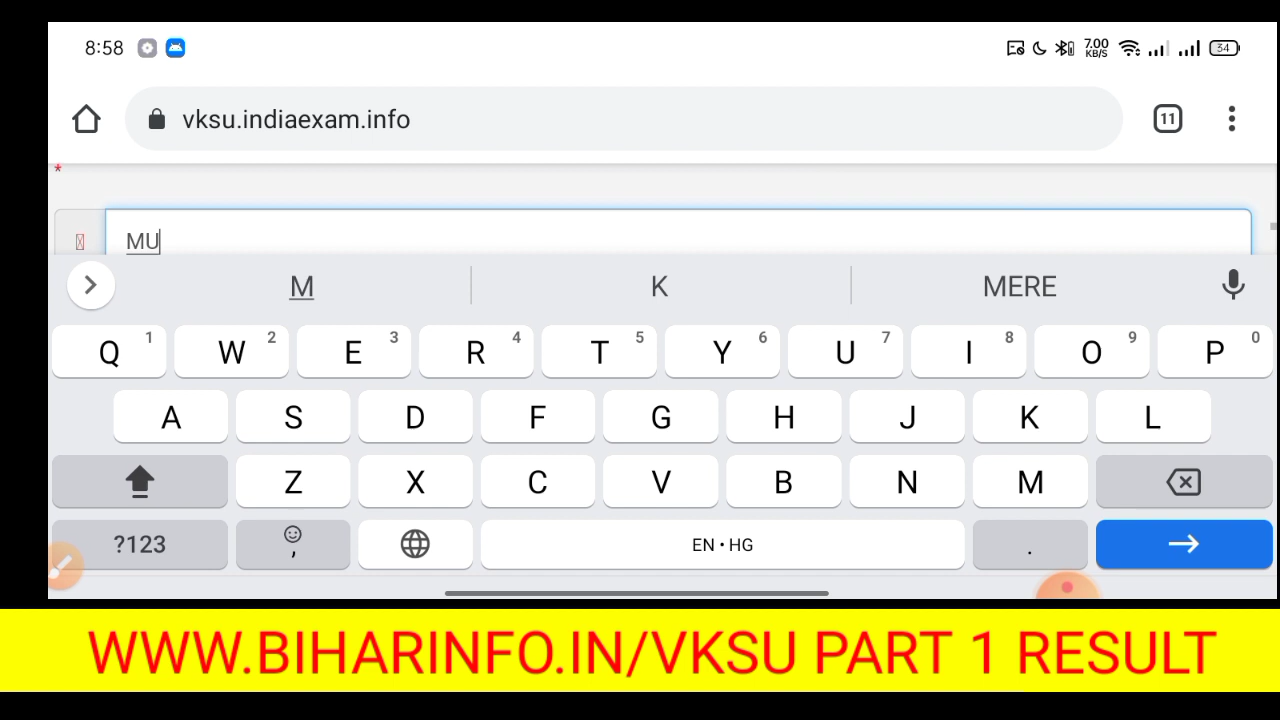 8:58 7.00 KB/S 34
vksu.indiaexam.info 11
*
MU
M K MERE
Q 1 W 2 E 3 R 4 T 5 Y 6 U 7 I 8 O 9 P 0
A S D F G H J K L
Z X C V B N M
?123 , EN • HG .
WWW.BIHARINFO.IN/VKSU PART 1 RESULT